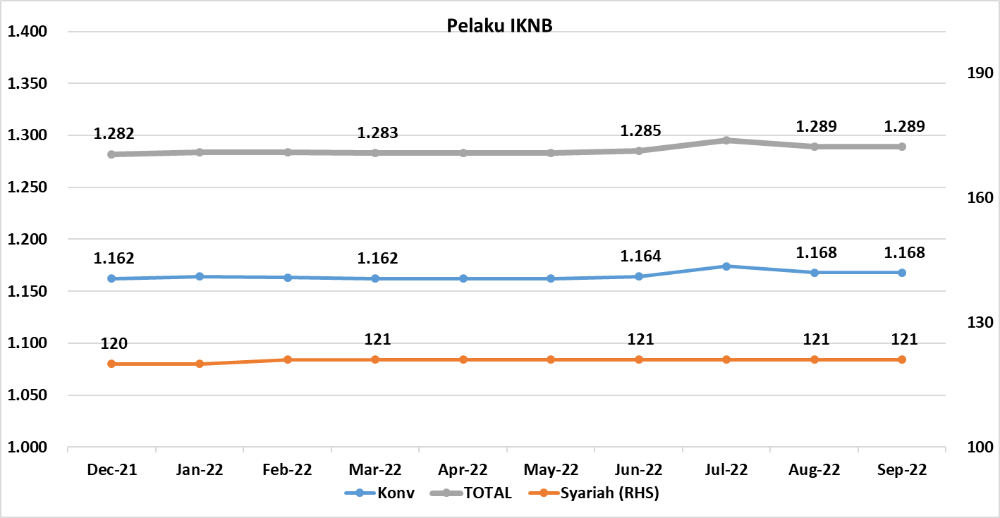 Pelaku IKNB
1.400
1.350
190
1.300
1.282 1.283 1.285 1.289 1.289
1.250
160
1.200
1.162 1.162 1.164 1.168 1.168
1.150
130
1.100
120 121 121 121 121
1.050
1.000
100
Dec-21 Jan-22 Feb-22 Mar-22 Apr-22 May-22 Jun-22 Jul-22 Aug-22 Sep-22
Konv TOTAL Syariah (RHS)